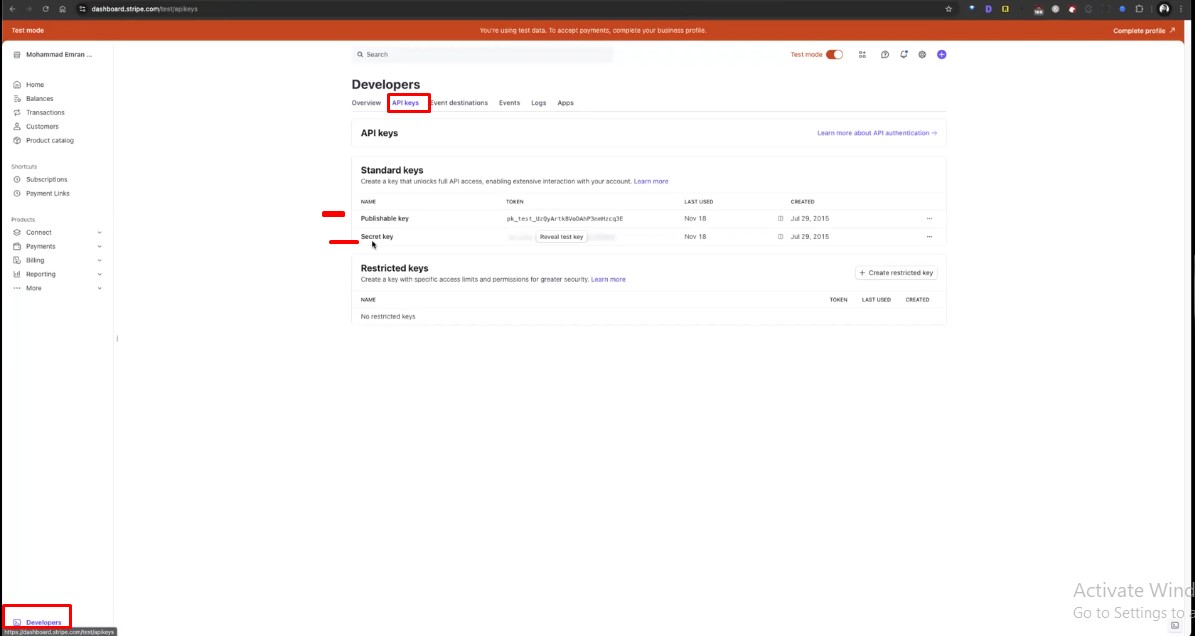 dashboard.stripe.com/test/apikeys
Test mode
You're using test data. To accept payments, complete your business profile.
Complete profile
Mohammad Emran ...
Search
Test mode
Home
Balances
Transactions
Customers
Product catalog
Shortcuts
Subscriptions
Payment Links
Products
Connect
Payments
Billing
Reporting
More
Developers
Overview API keys Event destinations Events Logs Apps
API keys
Learn more about API authentication →
Standard keys
Create a key that unlocks full API access, enabling extensive interaction with your account. Learn more
NAME TOKEN LAST USED CREATED
Publishable key Nov 18 Jul 29, 2015
Secret key Reveal test key Nov 18 Jul 29, 2015
Restricted keys
Create a key with specific access limits and permissions for greater security. Learn more
+ Create restricted key
NAME TOKEN LAST USED CREATED
No restricted keys
Developers
https://dashboard.stripe.com/test/apikeys
Activate Wind
Go to Settings to a